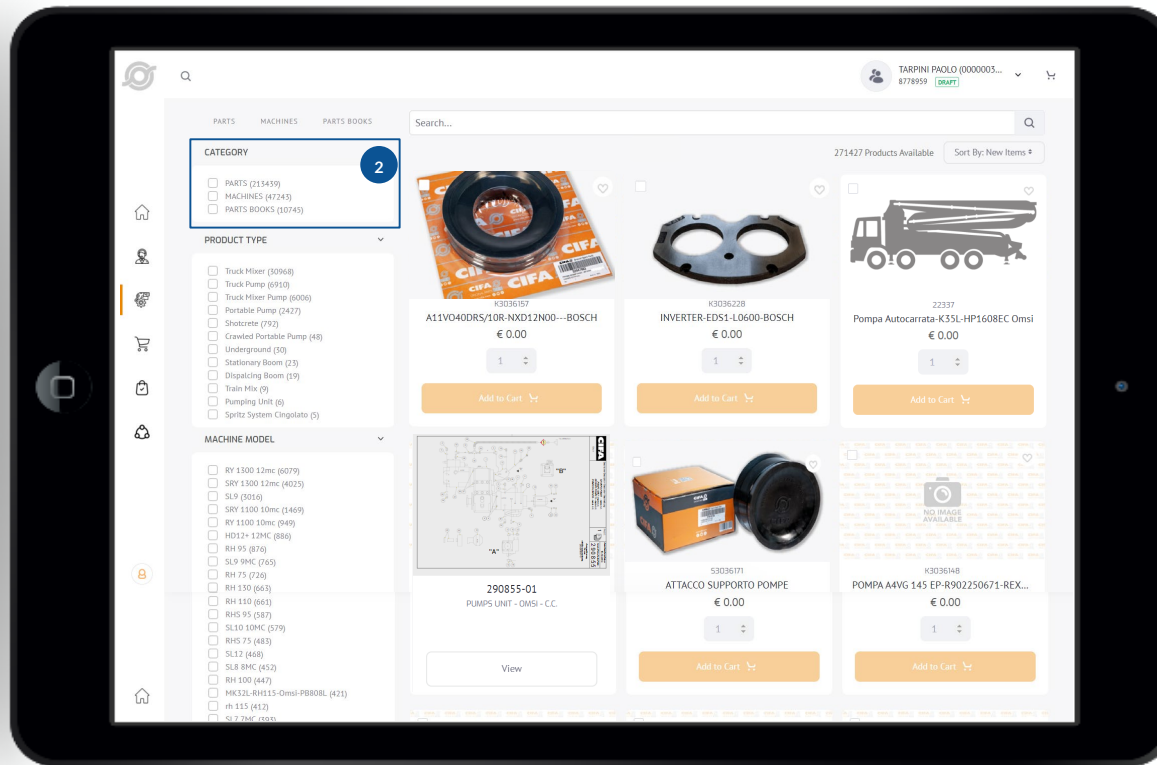 TARPINI PAOLO (0000003...
8778959 DRAFT
PARTS MACHINES PARTS BOOKS
Search...
CATEGORY
2
271427 Products Available
Sort By: New Items
PARTS (213439)
MACHINES (47243)
PARTS BOOKS (10745)
PRODUCT TYPE
Truck Mixer (30968)
Truck Pump (6910)
Truck Mixer Pump (6006)
Portable Pump (2427)
Shotcrete (792)
Crawled Portable Pump (48)
Underground (30)
Stationary Boom (23)
Dispalcing Boom (19)
Train Mix (9)
Pumping Unit (6)
Spritz System Cingolato (5)
MACHINE MODEL
RY 1300 12mc (6079)
SRY 1300 12mc (4025)
SL9 (3016)
SRY 1100 10mc (1469)
RY 1100 10mc (949)
HD12+ 12MC (886)
RH 95 (876)
SL9 9MC (765)
RH 75 (726)
RH 130 (663)
RH 110 (661)
RHS 95 (587)
SL10 10MC (579)
RHS 75 (483)
SL12 (468)
SL8 8MC (452)
RH 100 (447)
MK32L-RH115-Omsi-PB808L (421)
rh 115 (412)
SL7 7MC (393)
CIFA
K3036157
A11VO40DRS/10R-NXD12N00---BOSCH
€ 0.00
1
Add to Cart
K3036228
INVERTER-EDS1-L0600-BOSCH
€ 0.00
1
Add to Cart
22337
Pompa Autocarrata-K35L-HP1608EC Omsi
€ 0.00
1
Add to Cart
CIFA
"B"
"A"
290855
290855-01
PUMPS UNIT - OMSI - C.C.
View
CIFA
S3036171
ATTACCO SUPPORTO POMPE
€ 0.00
1
Add to Cart
NO IMAGE
AVAILABLE
K3036148
POMPA A4VG 145 EP-R902250671-REX...
€ 0.00
1
Add to Cart